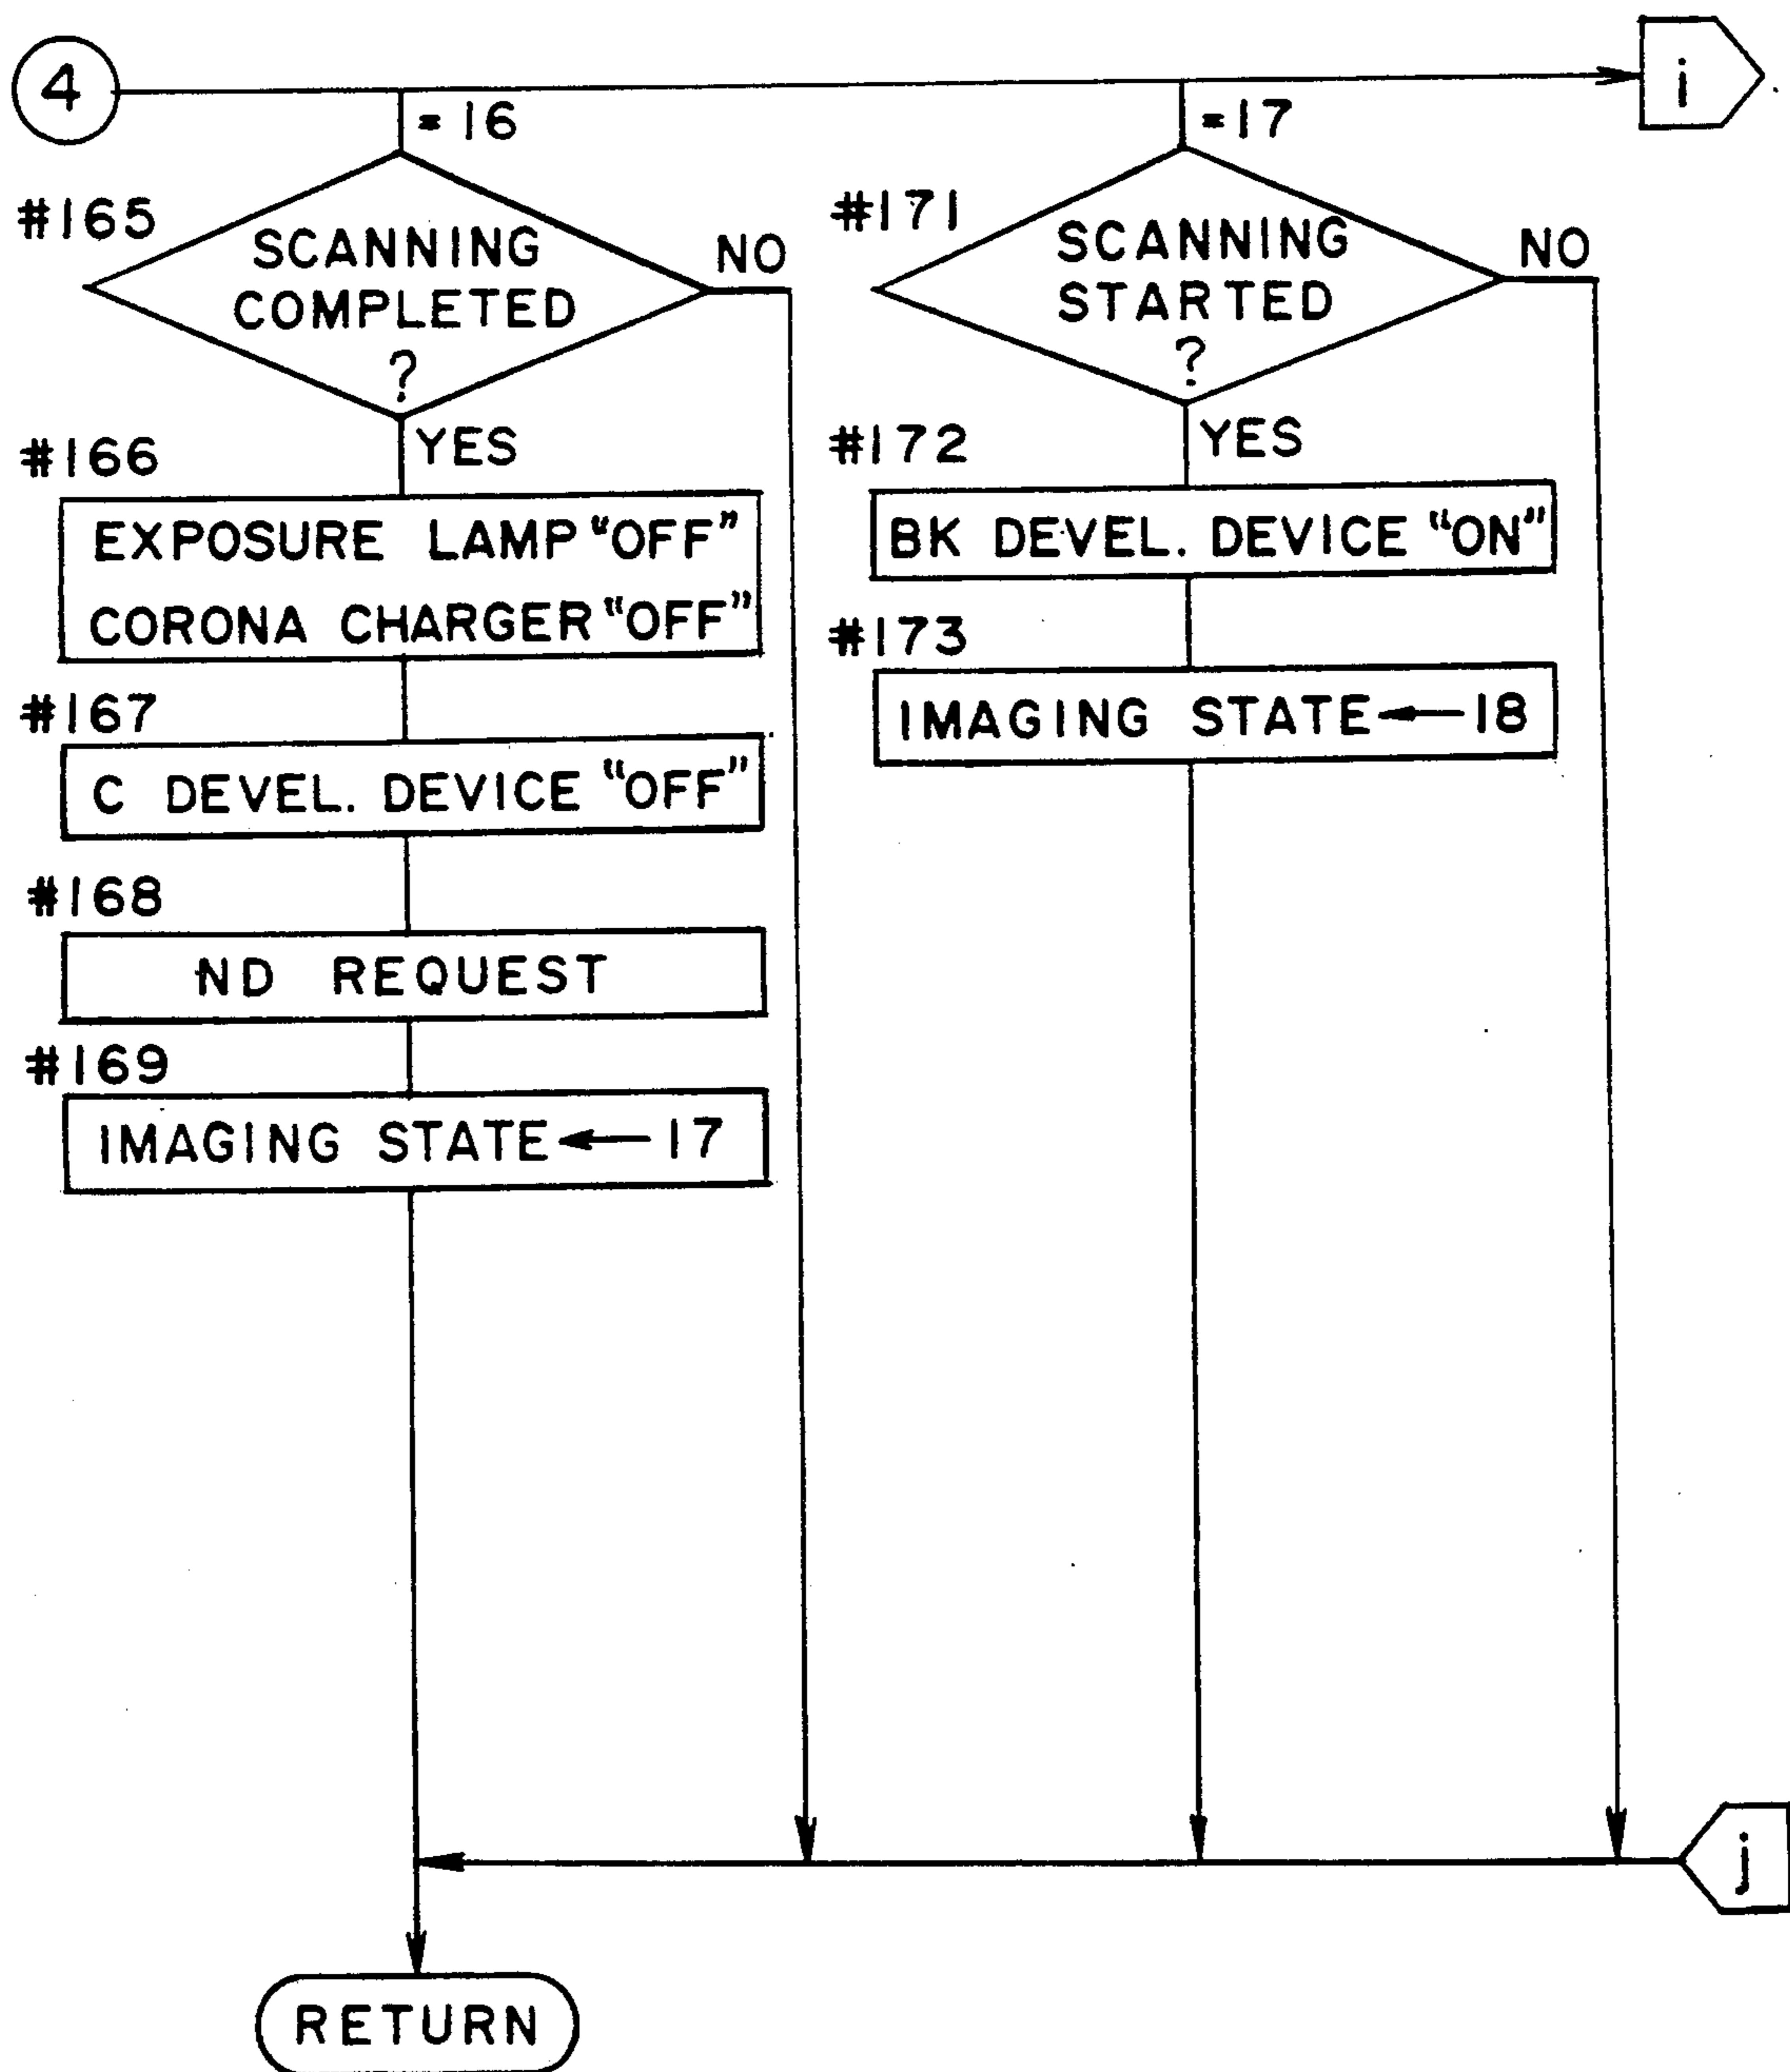 4
i
=16
=17
#165
SCANNING
COMPLETED
?
NO
YES
#166
EXPOSURE LAMP "OFF"
CORONA CHARGER "OFF"
#167
C DEVEL. DEVICE "OFF"
#168
ND REQUEST
#169
IMAGING STATE ← 17
#171
SCANNING
STARTED
?
NO
YES
#172
BK DEVEL. DEVICE "ON"
#173
IMAGING STATE ← 18
j
RETURN